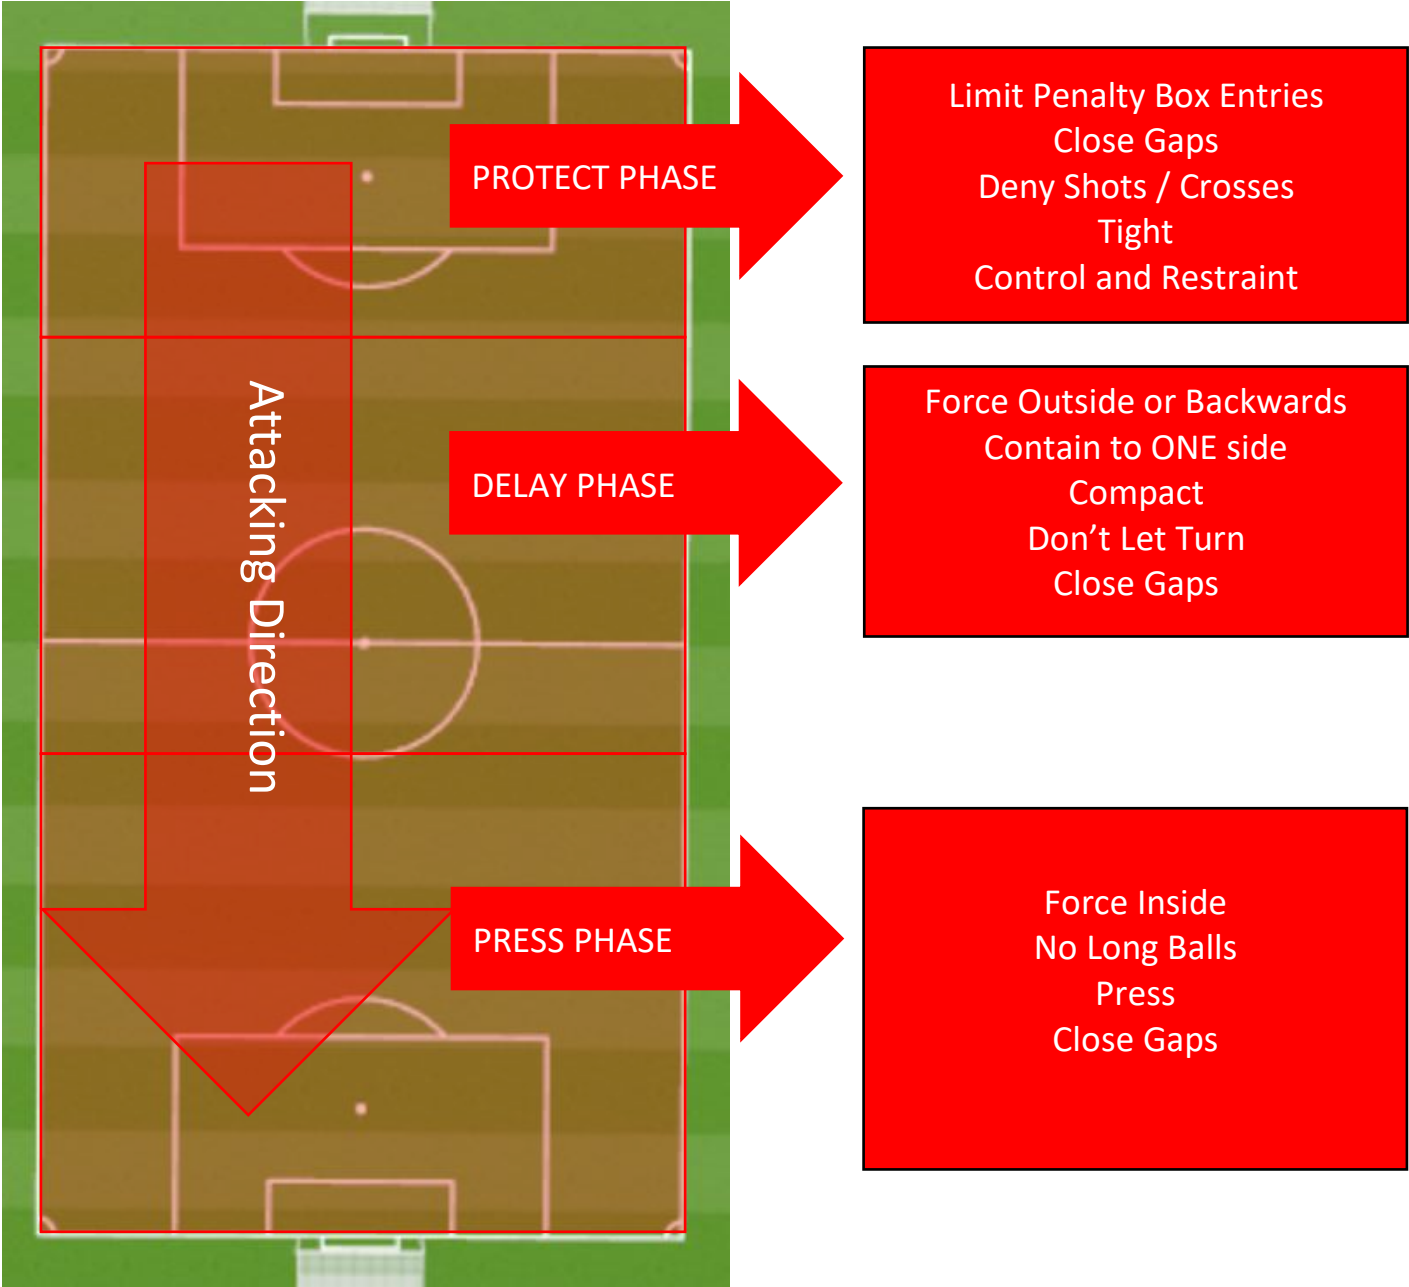 PROTECT PHASE
Limit Penalty Box Entries
Close Gaps
Deny Shots / Crosses
Tight
Control and Restraint
Attacking Direction
DELAY PHASE
Force Outside or Backwards
Contain to ONE side
Compact
Don’t Let Turn
Close Gaps
PRESS PHASE
Force Inside
No Long Balls
Press
Close Gaps